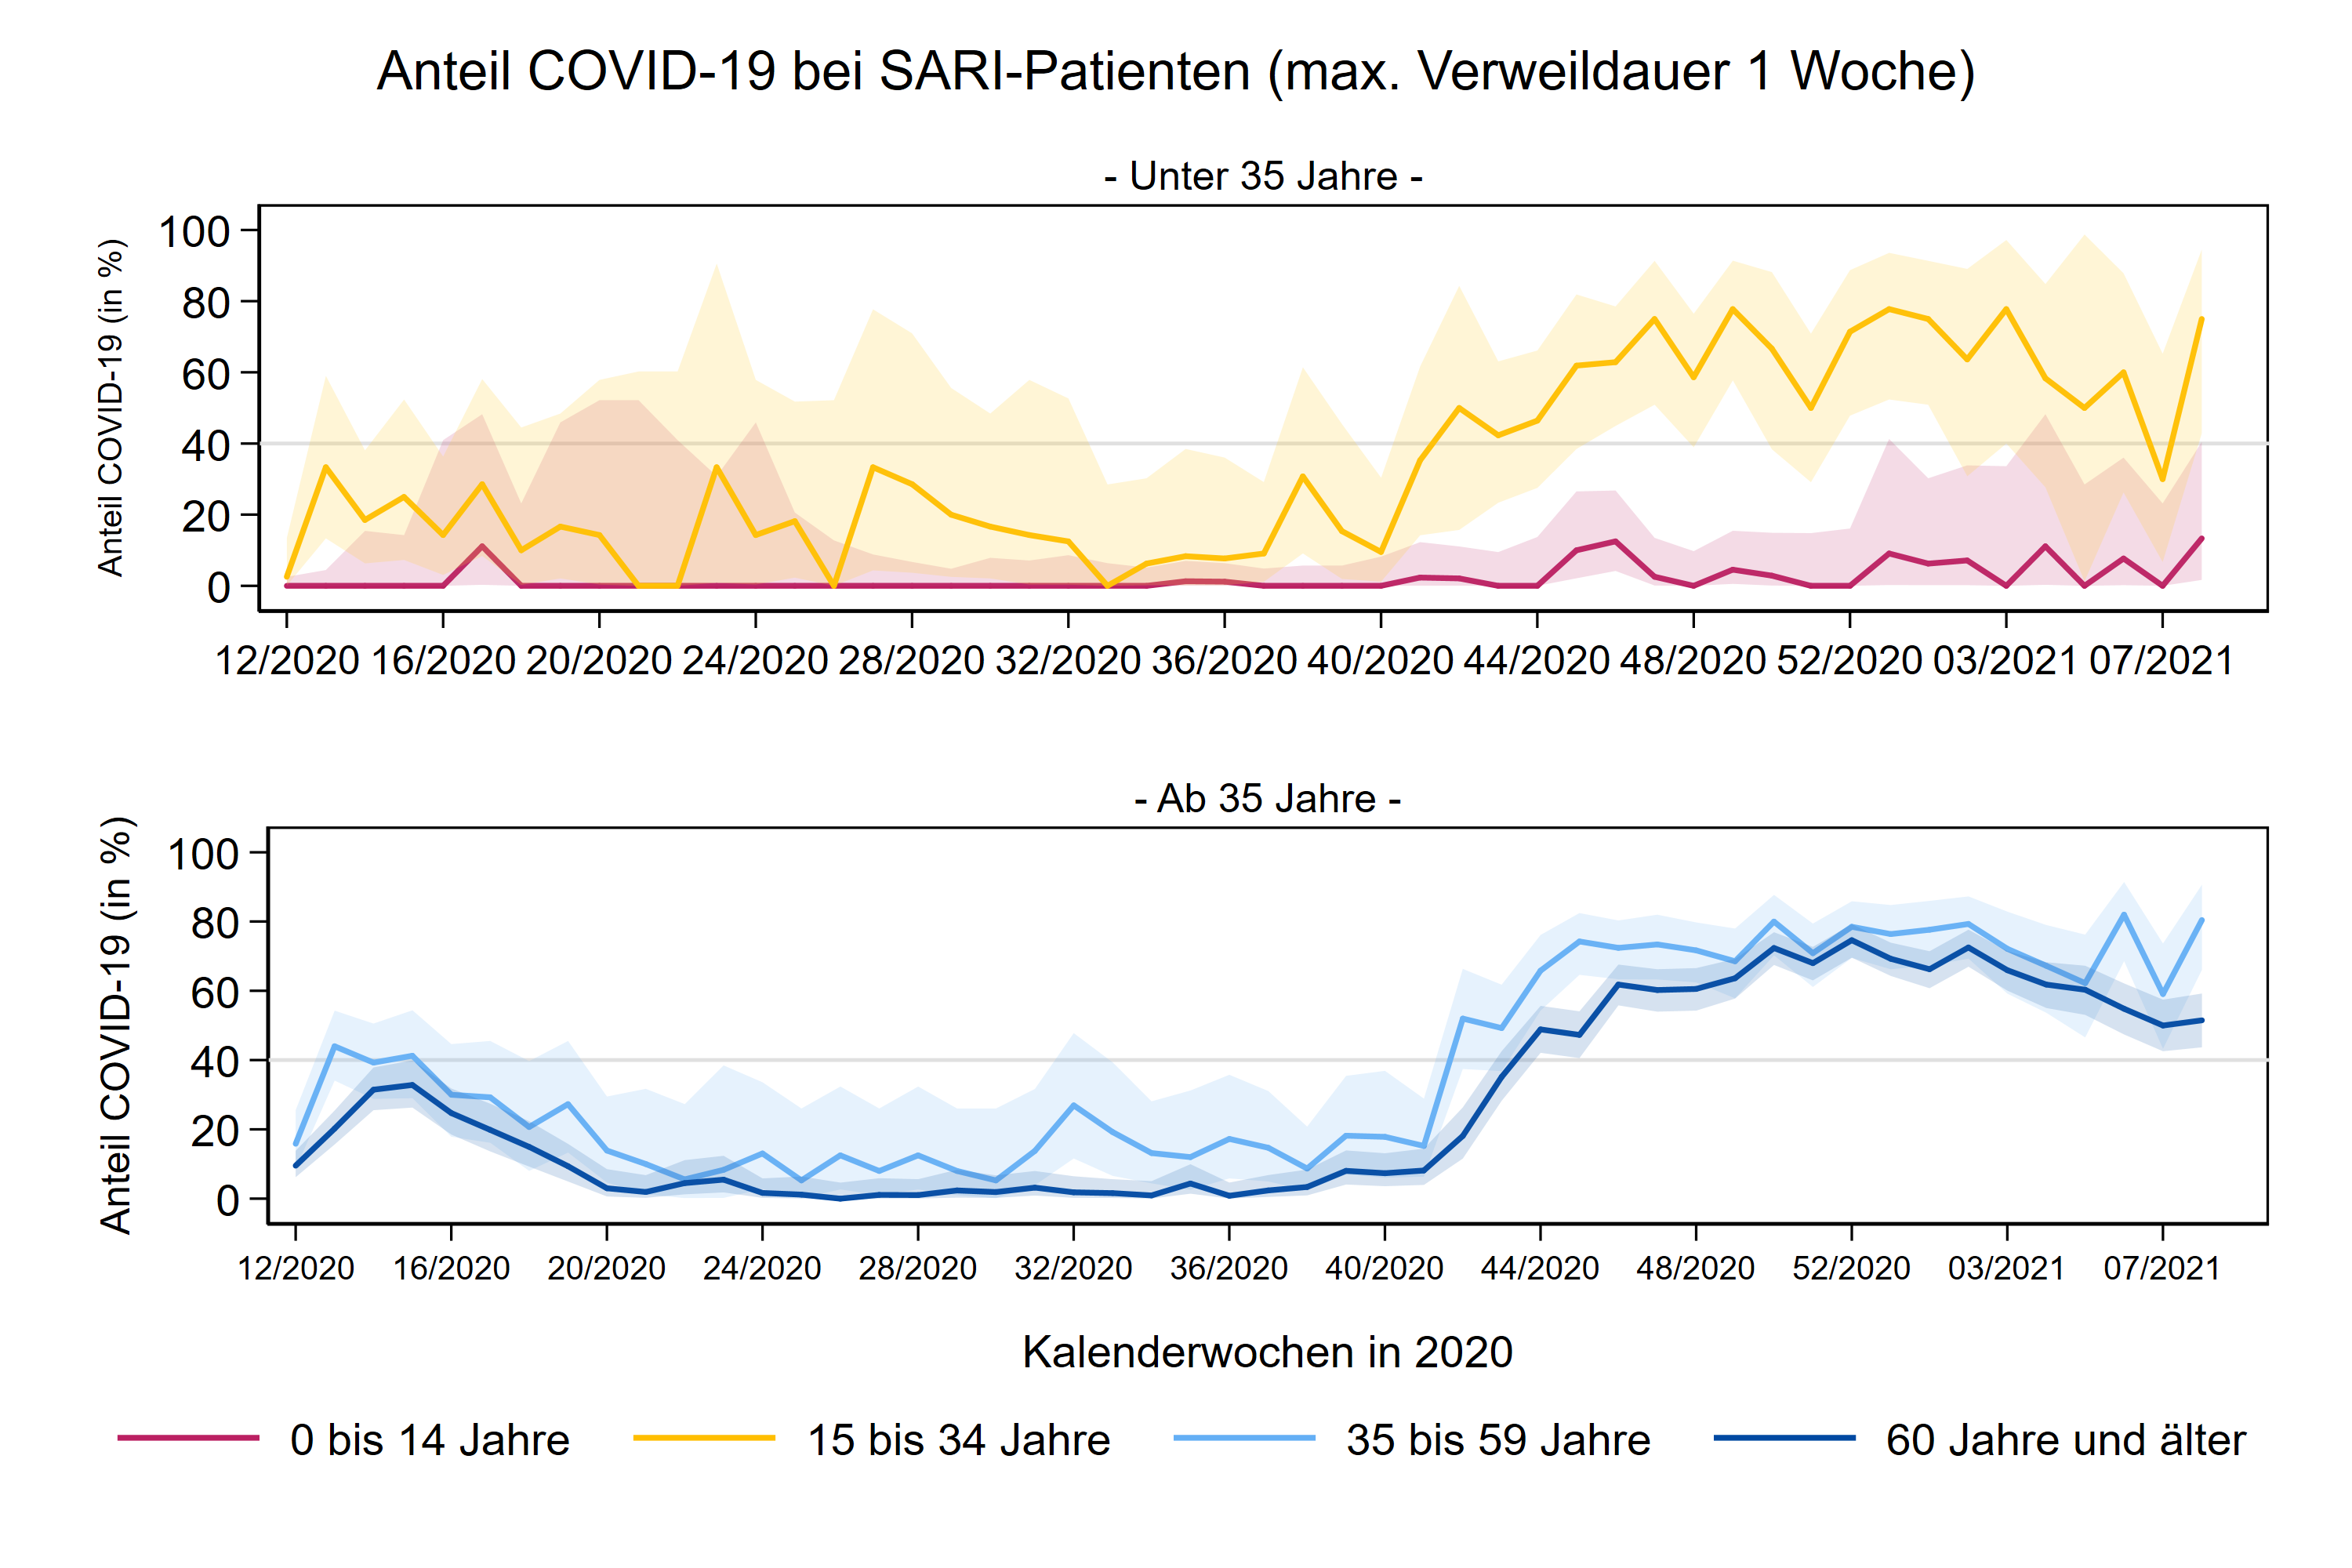 Anteil COVID-19 bei SARI-Patienten (max. Verweildauer 1 Woche)
- Unter 35 Jahre -
Anteil COVID-19 (in %)
100
80
60
40
20
0
12/2020 16/2020 20/2020 24/2020 28/2020 32/2020 36/2020 40/2020 44/2020 48/2020 52/2020 03/2021 07/2021
- Ab 35 Jahre -
Anteil COVID-19 (in %)
100
80
60
40
20
0
12/2020 16/2020 20/2020 24/2020 28/2020 32/2020 36/2020 40/2020 44/2020 48/2020 52/2020 03/2021 07/2021
Kalenderwochen in 2020
0 bis 14 Jahre 15 bis 34 Jahre 35 bis 59 Jahre 60 Jahre und älter